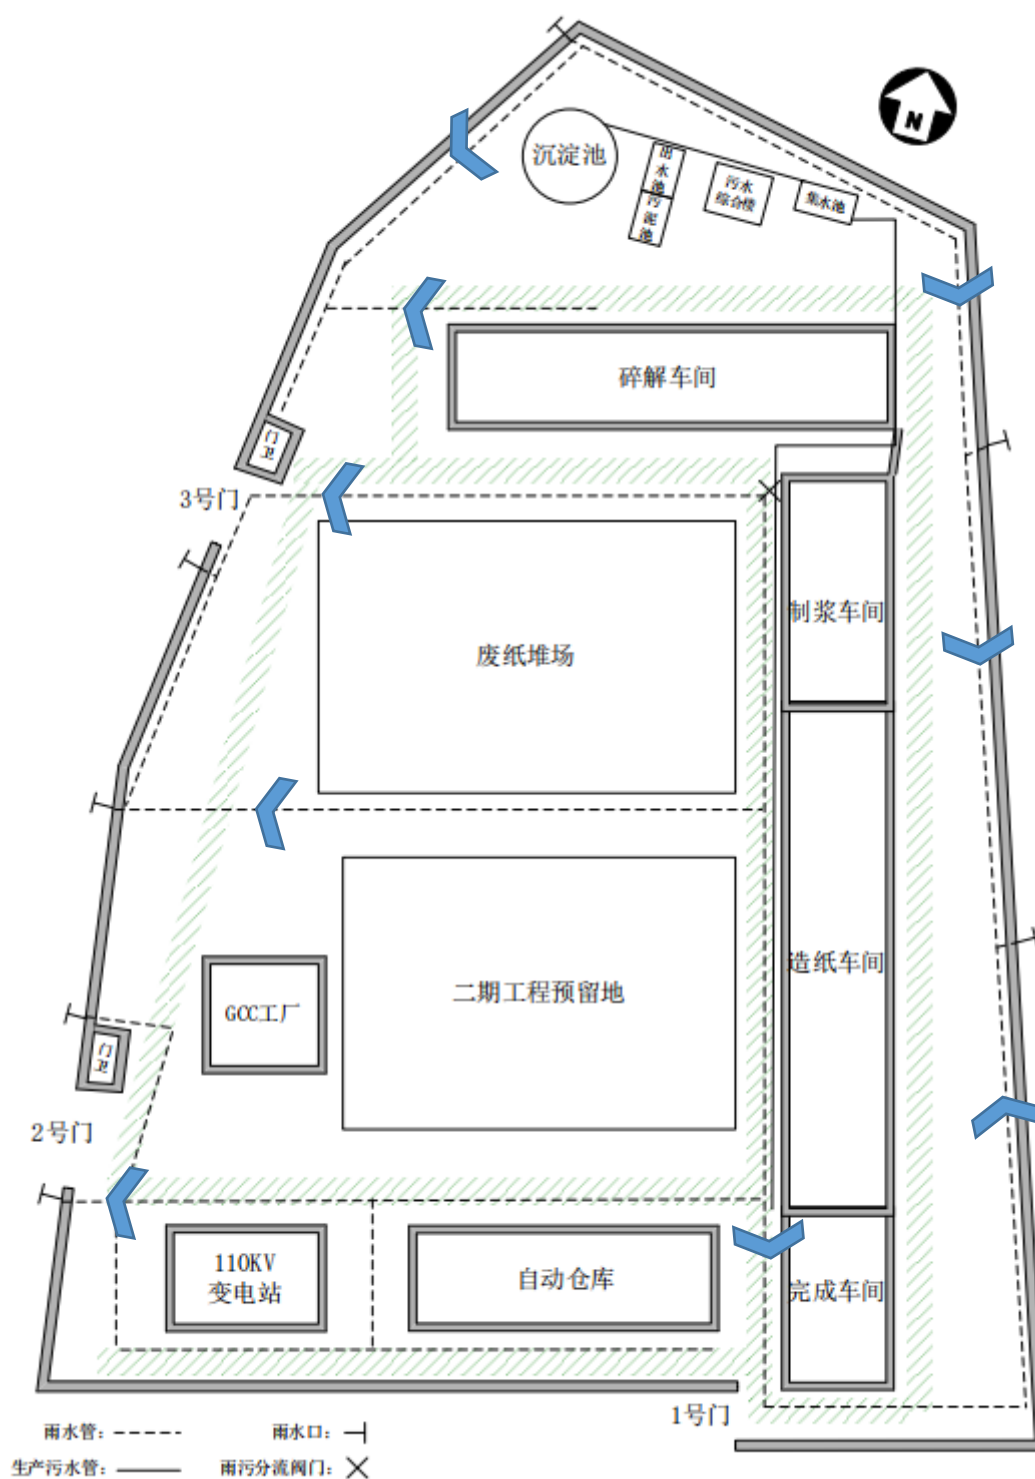 N
沉淀池
出水池
污泥池
污水
综合楼
集水池
碎解车间
门卫
3号门
制浆车间
废纸堆场
造纸车间
二期工程预留地
GCC工厂
门卫
2号门
110KV
变电站
自动仓库
完成车间
1号门
雨水管:
雨水口:
生产污水管:
雨污分流阀门: